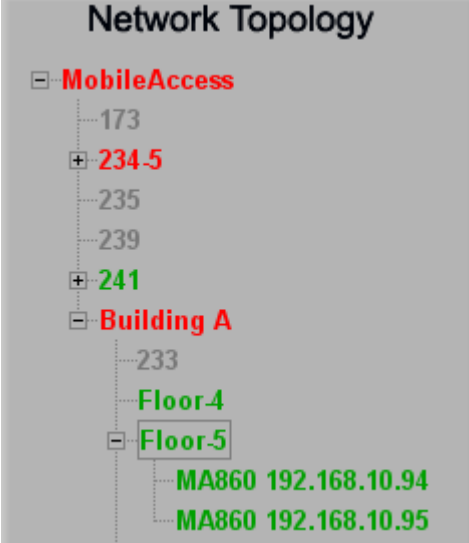 Network Topology
MobileAccess
173
234-5
235
239
241
Building A
233
Floor-4
Floor-5
MA860 192.168.10.94
MA860 192.168.10.95